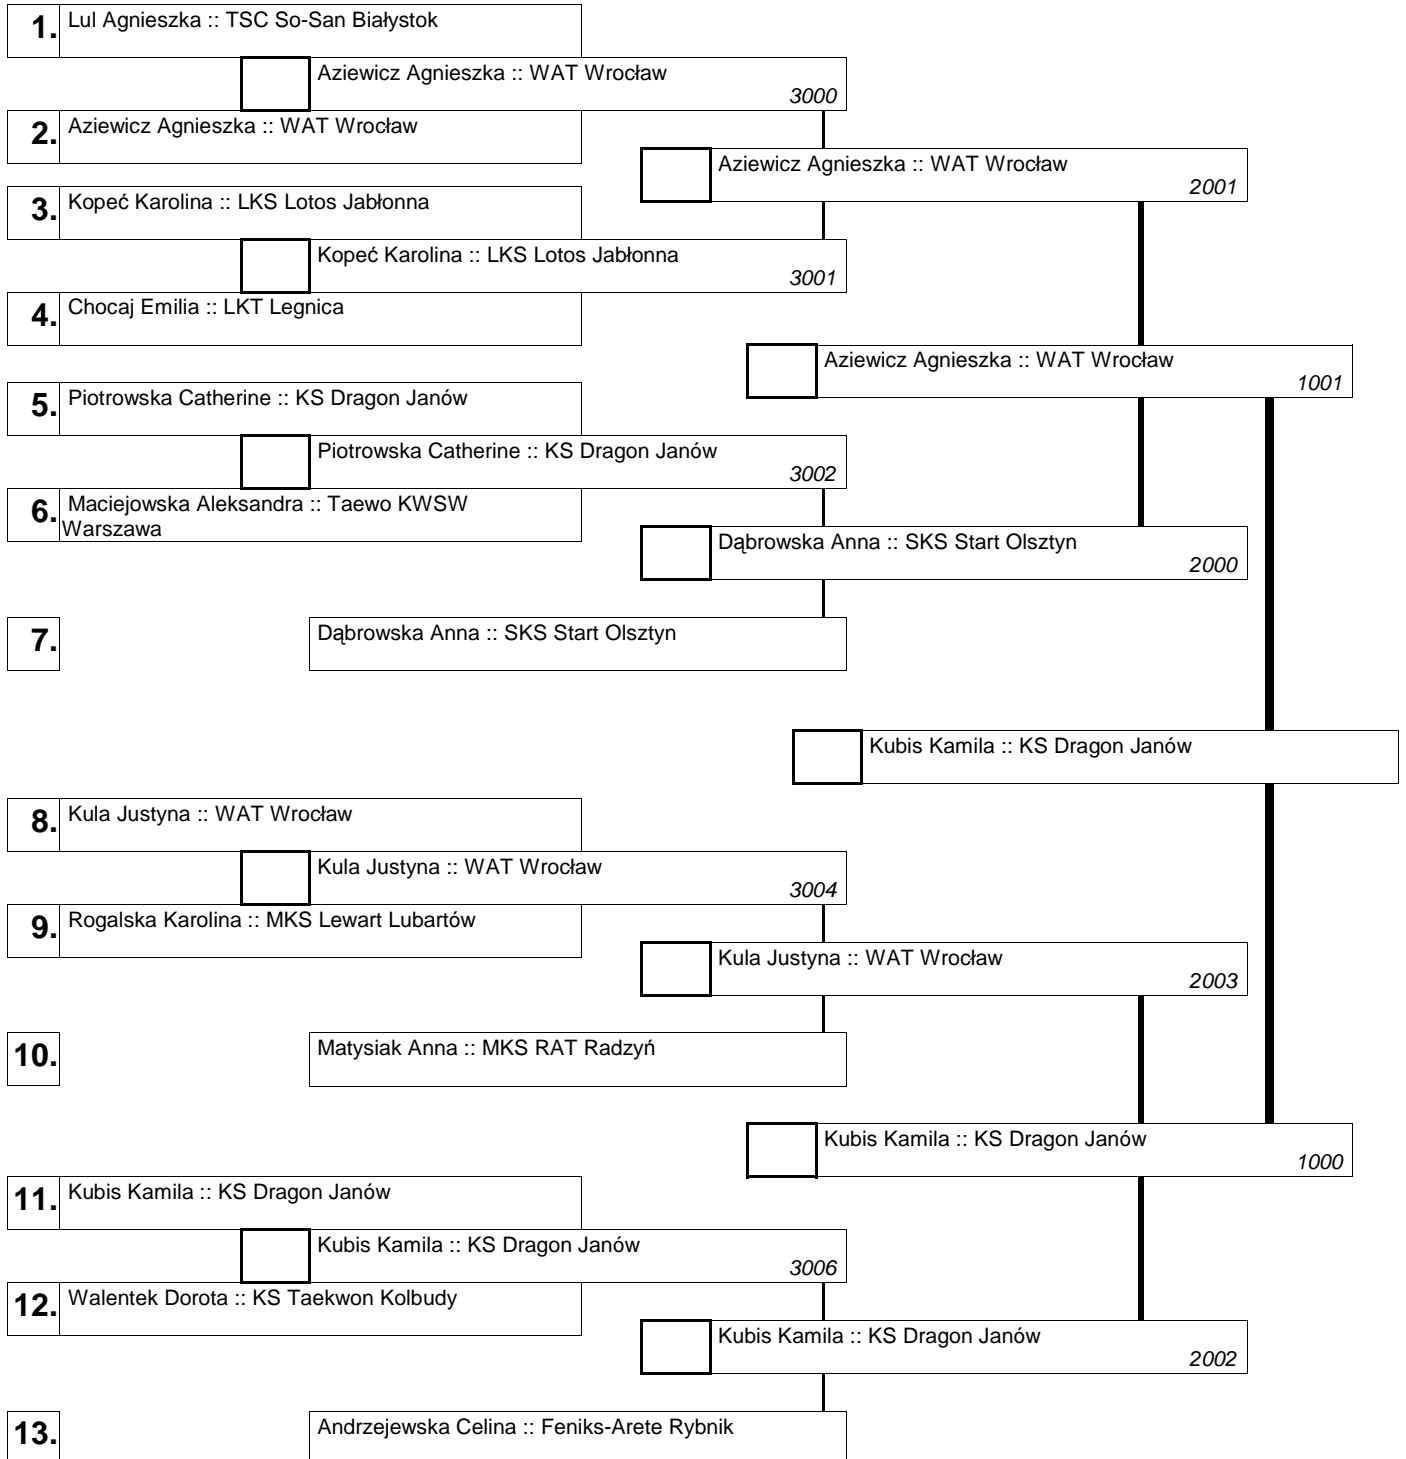 1. Lul Agnieszka :: TSC So-San Białystok
Aziewicz Agnieszka :: WAT Wrocław
3000
2. Aziewicz Agnieszka :: WAT Wrocław
Aziewicz Agnieszka :: WAT Wrocław
2001
3. Kopeć Karolina :: LKS Lotos Jabłonna
Kopeć Karolina :: LKS Lotos Jabłonna
3001
4. Chocaj Emilia :: LKT Legnica
Aziewicz Agnieszka :: WAT Wrocław
1001
5. Piotrowska Catherine :: KS Dragon Janów
Piotrowska Catherine :: KS Dragon Janów
3002
6. Maciejowska Aleksandra :: Taewo KWSW
Warszawa
Dąbrowska Anna :: SKS Start Olsztyn
2000
7. Dąbrowska Anna :: SKS Start Olsztyn
Kubis Kamila :: KS Dragon Janów
8. Kula Justyna :: WAT Wrocław
Kula Justyna :: WAT Wrocław
3004
9. Rogalska Karolina :: MKS Lewart Lubartów
Kula Justyna :: WAT Wrocław
2003
10. Matysiak Anna :: MKS RAT Radzyń
Kubis Kamila :: KS Dragon Janów
1000
11. Kubis Kamila :: KS Dragon Janów
Kubis Kamila :: KS Dragon Janów
3006
12. Walentek Dorota :: KS Taekwon Kolbudy
Kubis Kamila :: KS Dragon Janów
2002
13. Andrzejewska Celina :: Feniks-Arete Rybnik